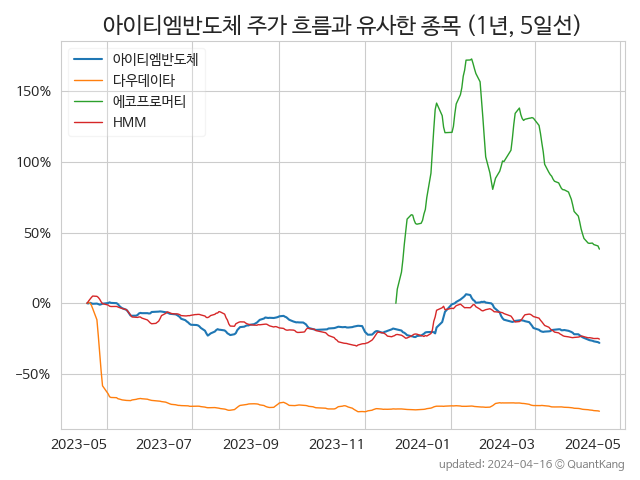 아이티엠반도체 주가 흐름과 유사한 종목 (1년, 5일선)
아이티엠반도체
다우데이타
에코프로머티
HMM
150%
100%
50%
0%
−50%
2023-05 2023-07 2023-09 2023-11 2024-01 2024-03 2024-05
updated: 2024-04-16 © QuantKang